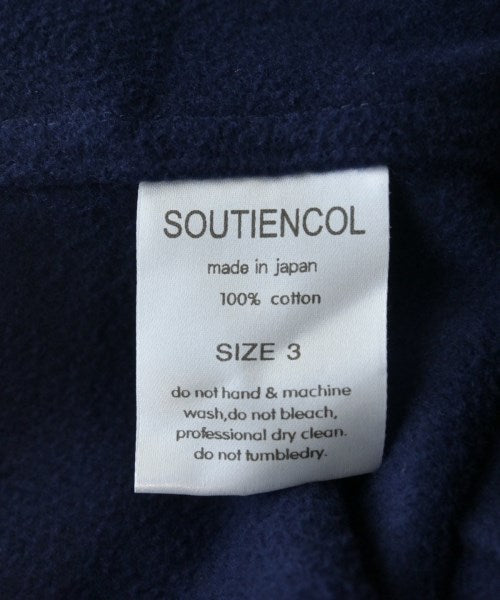 SOUTIENCOL
made in japan
100% cotton
SIZE 3
do not hand & machine
wash,do not bleach,
professional dry clean.
do not tumbledry.